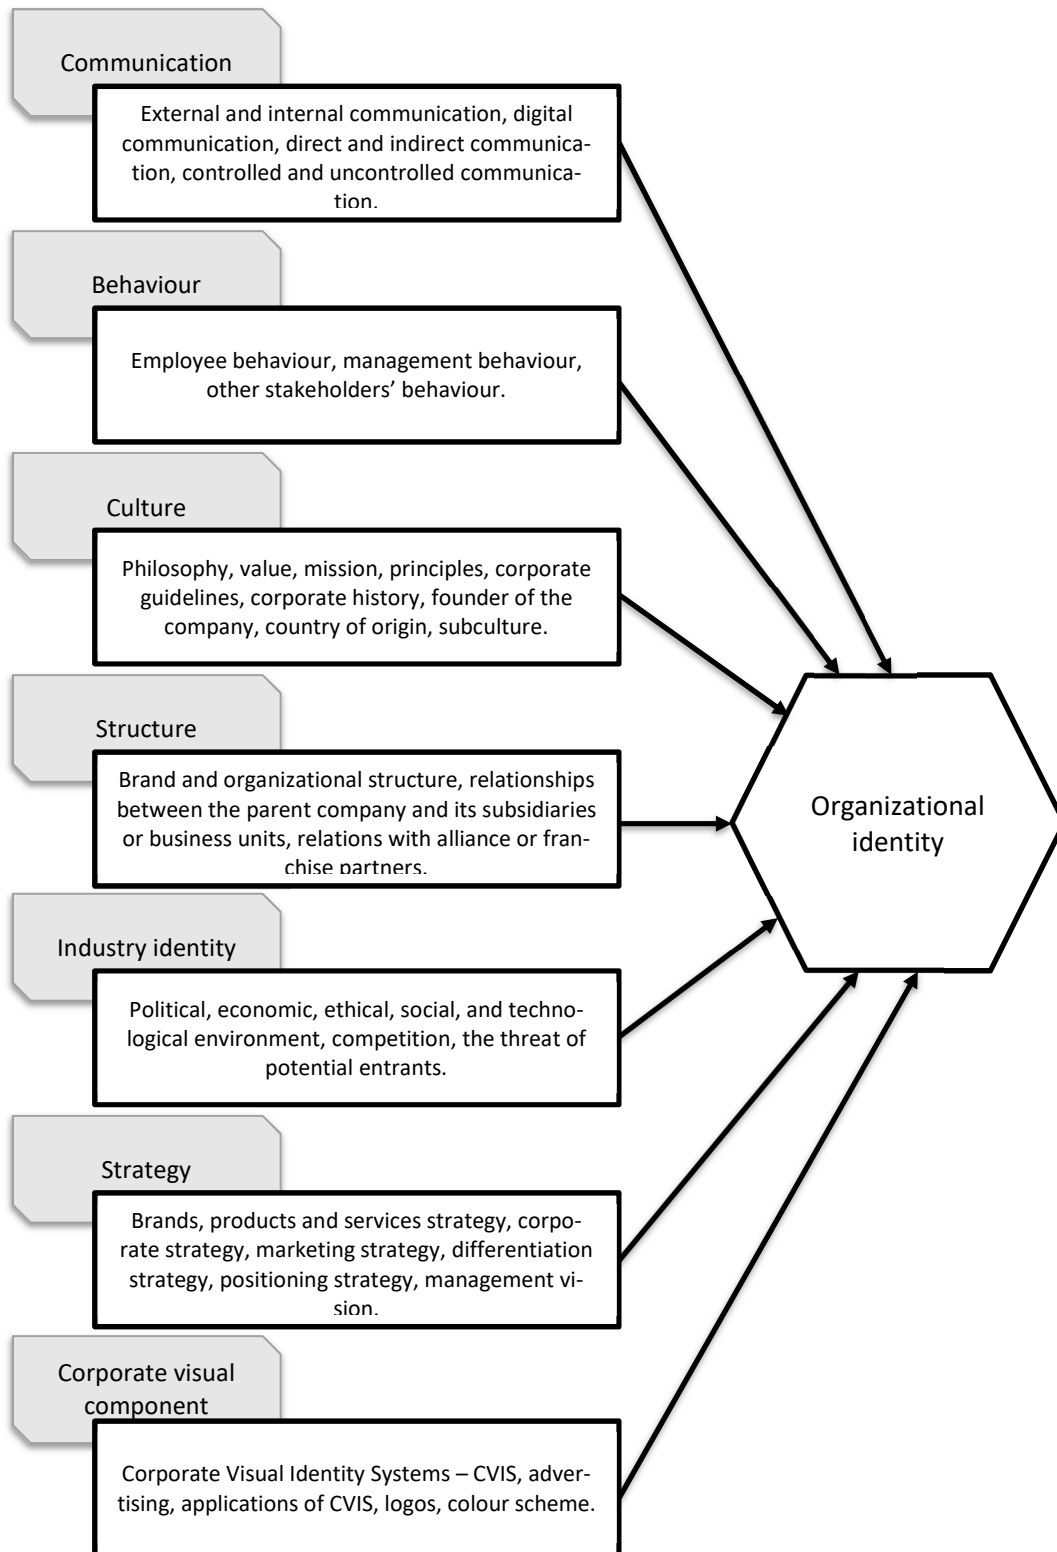 Communication
External and internal communication, digital
communication, direct and indirect communica-
tion, controlled and uncontrolled communica-
tion.
Behaviour
Employee behaviour, management behaviour,
other stakeholders’ behaviour.
Culture
Philosophy, value, mission, principles, corporate
guidelines, corporate history, founder of the
company, country of origin, subculture.
Structure
Brand and organizational structure, relationships
between the parent company and its subsidiaries
or business units, relations with alliance or fran-
chise partners.
Organizational
identity
Industry identity
Political, economic, ethical, social, and techno-
logical environment, competition, the threat of
potential entrants.
Strategy
Brands, products and services strategy, corpo-
rate strategy, marketing strategy, differentiation
strategy, positioning strategy, management vi-
sion.
Corporate visual
component
Corporate Visual Identity Systems – CVIS, adver-
tising, applications of CVIS, logos, colour scheme.